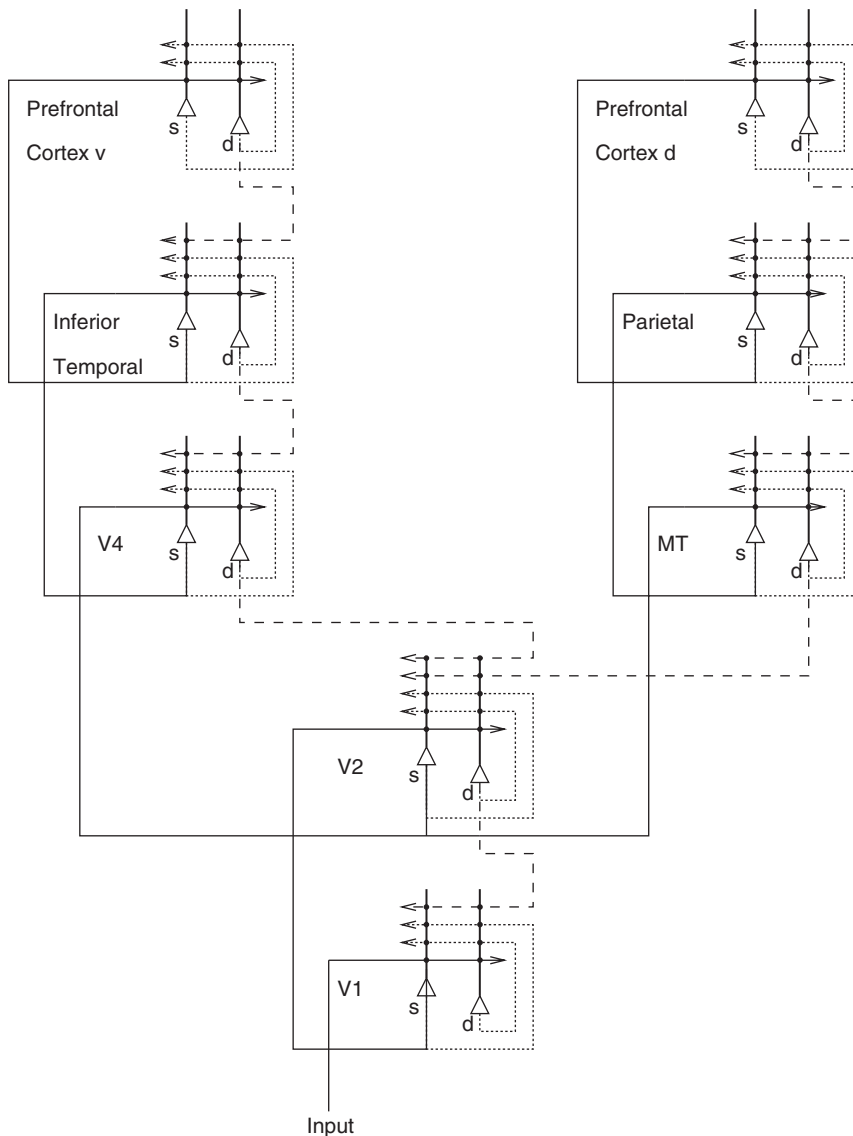 Prefrontal
Cortex v
s
d
Prefrontal
Cortex d
s
d
Inferior
Temporal
s
d
Parietal
s
d
V4
s
d
MT
s
d
V2
s
d
V1
s
d
Input